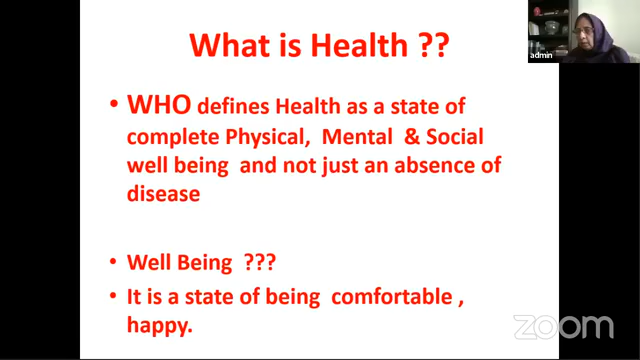 What is Health ??
• WHO defines Health as a state of
complete Physical, Mental & Social
well being and not just an absence of
disease
• Well Being ???
• It is a state of being comfortable ,
happy.
admin
zoom